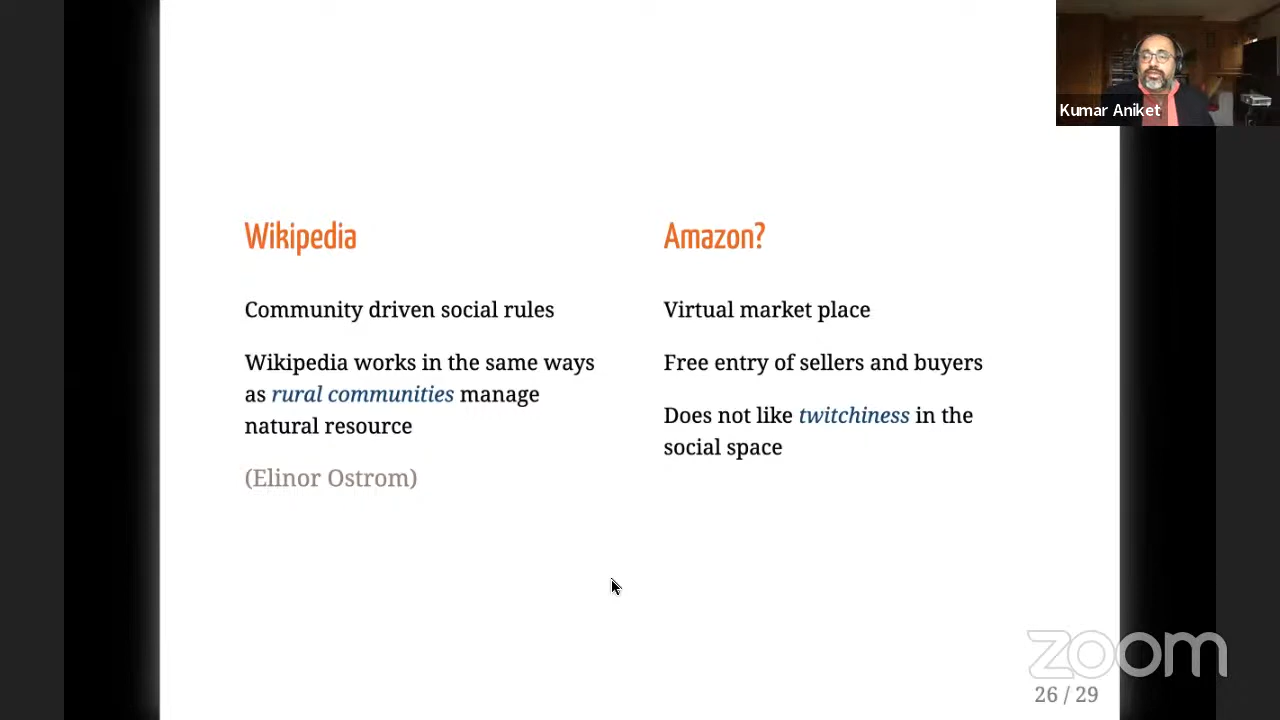 Kumar Aniket
Wikipedia
Community driven social rules
Wikipedia works in the same ways
as rural communities manage
natural resource
(Elinor Ostrom)
Amazon?
Virtual market place
Free entry of sellers and buyers
Does not like twitchiness in the
social space
zoom
26 / 29